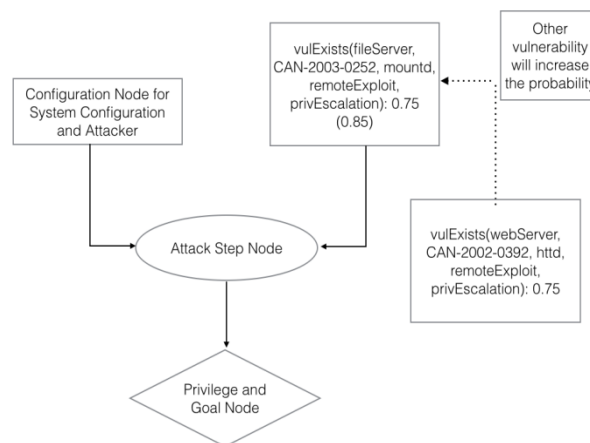 Other
vulnerability
will increase
the probability
vulExists(fileServer,
CAN-2003-0252, mountd,
remoteExploit,
privEscalation): 0.75
(0.85)
Configuration Node for
System Configuration
and Attacker
vulExists(webServer,
CAN-2002-0392, httd,
remoteExploit,
privEscalation): 0.75
Attack Step Node
Privilege and
Goal Node